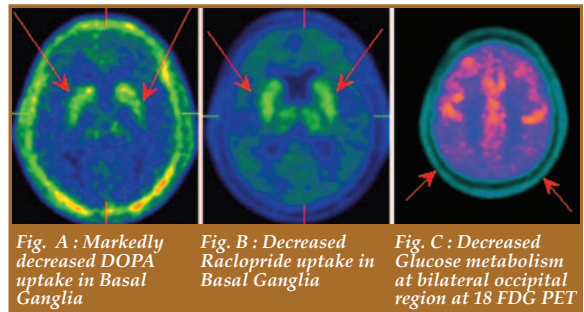 Fig. A : Markedly
decreased DOPA
uptake in Basal
Ganglia
Fig. B : Decreased
Raclopride uptake in
Basal Ganglia
Fig. C : Decreased
Glucose metabolism
at bilateral occipital
region at 18 FDG PET